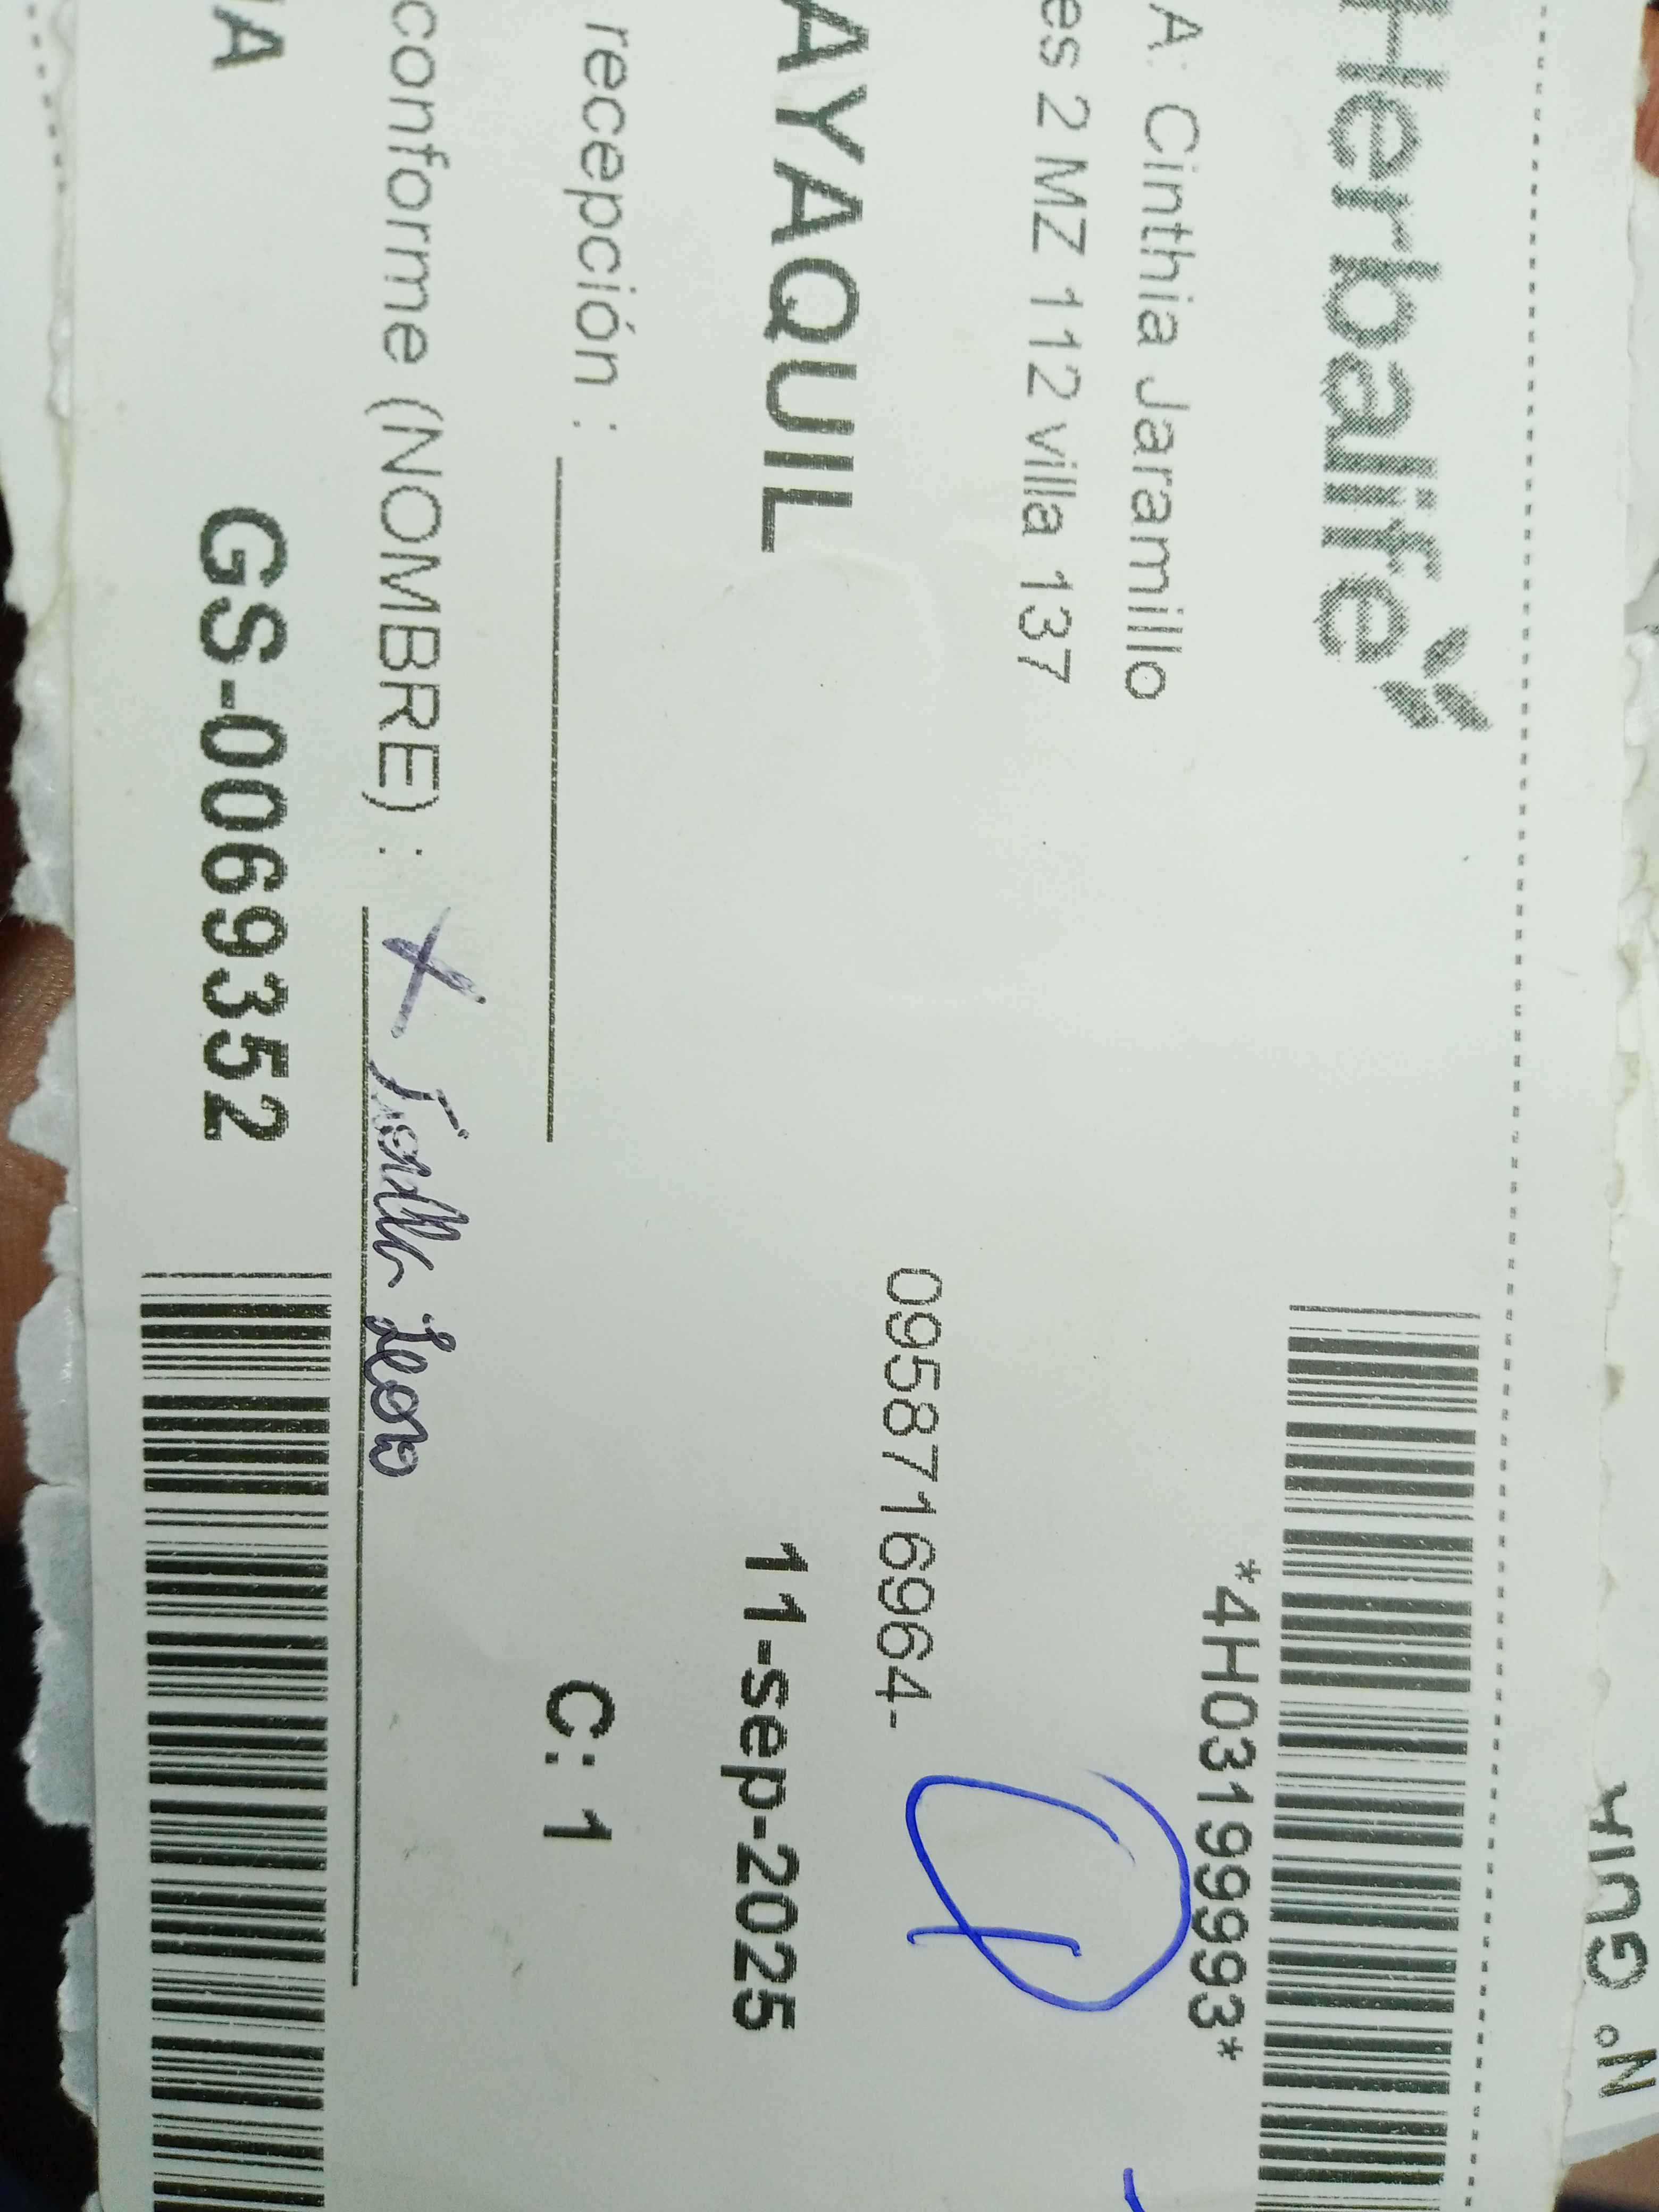 Herbalife
*4H03199993*
A: Cinthia Jaramillo
es 2 MZ 112 villa 137
0958716964-
AYAQUIL
11-sep-2025
recepción :
C: 1
conforme (NOMBRE) : X Leon
A
GS-00693352
GUIA
N°